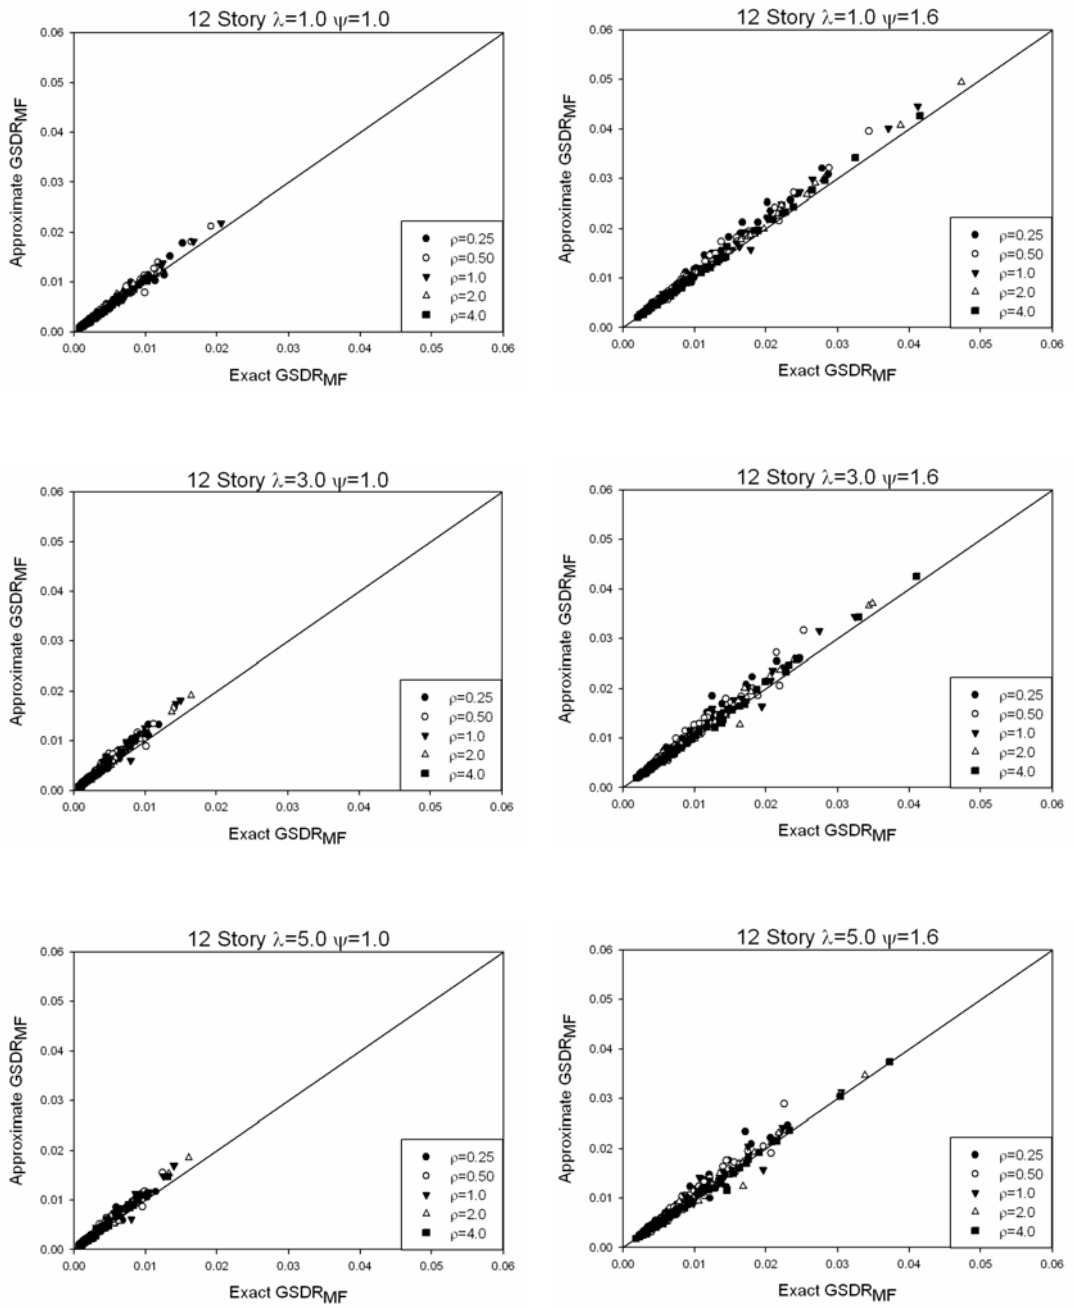 12 Story λ=1.0 ψ=1.0
Approximate GSDRMF
0.06
0.05
0.04
0.03
0.02
0.01
0.00
ρ=0.25
ρ=0.50
ρ=1.0
ρ=2.0
ρ=4.0
0.00 0.01 0.02 0.03 0.04 0.05 0.06
Exact GSDRMF
12 Story λ=1.0 ψ=1.6
Approximate GSDRMF
0.06
0.05
0.04
0.03
0.02
0.01
0.00
ρ=0.25
ρ=0.50
ρ=1.0
ρ=2.0
ρ=4.0
0.00 0.01 0.02 0.03 0.04 0.05 0.06
Exact GSDRMF
12 Story λ=3.0 ψ=1.0
Approximate GSDRMF
0.06
0.05
0.04
0.03
0.02
0.01
0.00
ρ=0.25
ρ=0.50
ρ=1.0
ρ=2.0
ρ=4.0
0.00 0.01 0.02 0.03 0.04 0.05 0.06
Exact GSDRMF
12 Story λ=3.0 ψ=1.6
Approximate GSDRMF
0.06
0.05
0.04
0.03
0.02
0.01
0.00
ρ=0.25
ρ=0.50
ρ=1.0
ρ=2.0
ρ=4.0
0.00 0.01 0.02 0.03 0.04 0.05 0.06
Exact GSDRMF
12 Story λ=5.0 ψ=1.0
Approximate GSDRMF
0.06
0.05
0.04
0.03
0.02
0.01
0.00
ρ=0.25
ρ=0.50
ρ=1.0
ρ=2.0
ρ=4.0
0.00 0.01 0.02 0.03 0.04 0.05 0.06
Exact GSDRMF
12 Story λ=5.0 ψ=1.6
Approximate GSDRMF
0.06
0.05
0.04
0.03
0.02
0.01
0.00
ρ=0.25
ρ=0.50
ρ=1.0
ρ=2.0
ρ=4.0
0.00 0.01 0.02 0.03 0.04 0.05 0.06
Exact GSDRMF